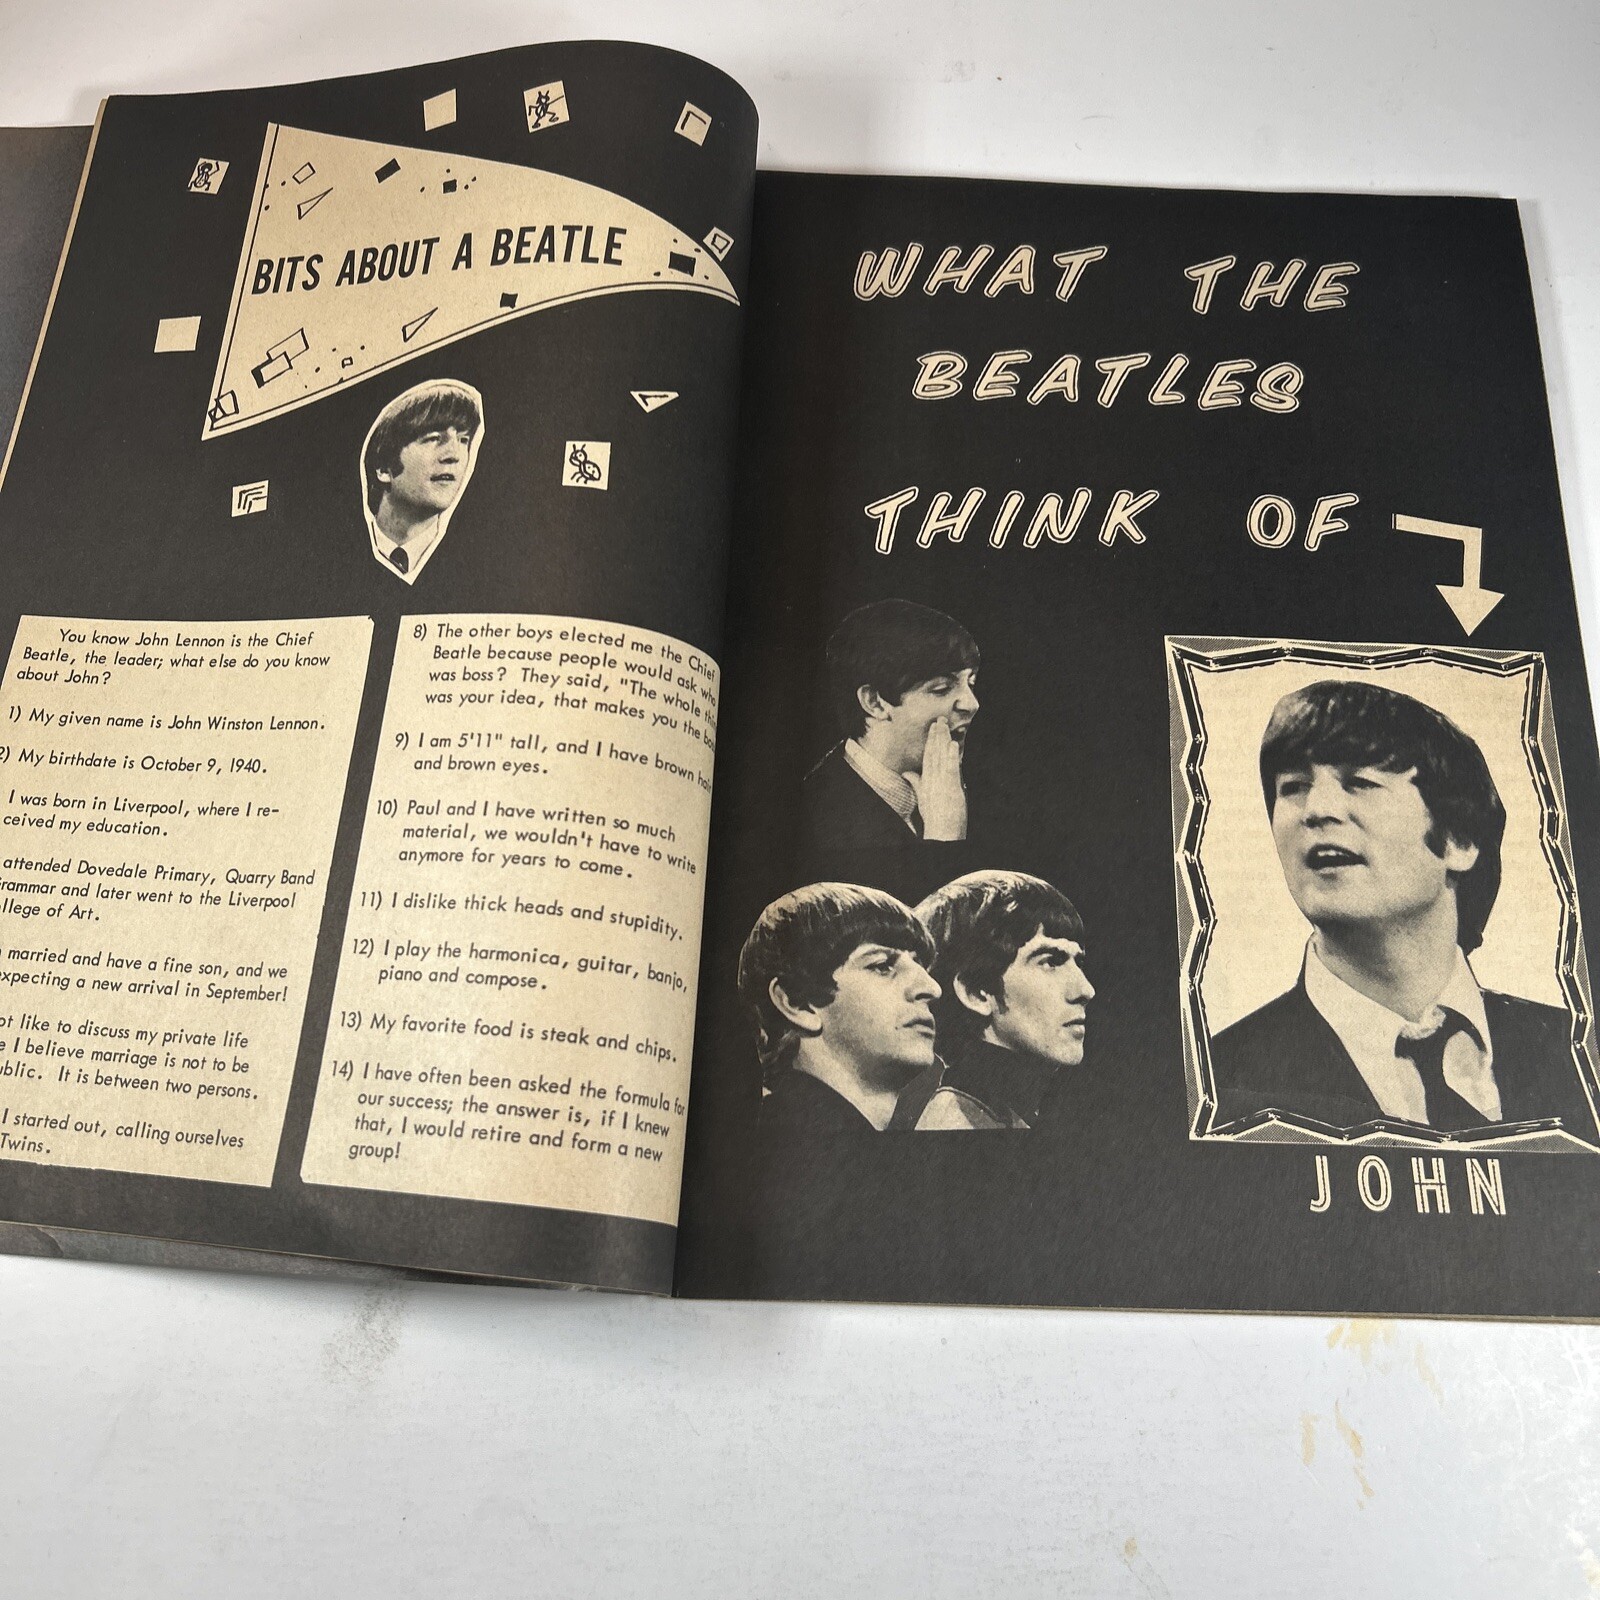 BITS ABOUT A BEATLE
You know John Lennon is the Chief
Beatle, the leader; what else do you know
about John?
1) My given name is John Winston Lennon.
2) My birthdate is October 9, 1940.
I was born in Liverpool, where I re-
ceived my education.
attended Dovedale Primary, Quarry Band
rammar and later went to the Liverpool
llege of Art.
married and have a fine son, and we
expecting a new arrival in September!
ot like to discuss my private life
e I believe marriage is not to be
ublic. It is between two persons.
I started out, calling ourselves
Twins.
8) The other boys elected me the Chief
Beatle because people would ask who
was boss? They said, "The whole thin
was your idea, that makes you the bo
9) I am 5'11" tall, and I have brown hair
and brown eyes.
10) Paul and I have written so much
material, we wouldn't have to write
anymore for years to come.
11) I dislike thick heads and stupidity.
12) I play the harmonica, guitar, banjo,
piano and compose.
13) My favorite food is steak and chips.
14) I have often been asked the formula for
our success; the answer is, if I knew
that, I would retire and form a new
group!
WHAT THE
BEATLES
THINK OF
JOHN